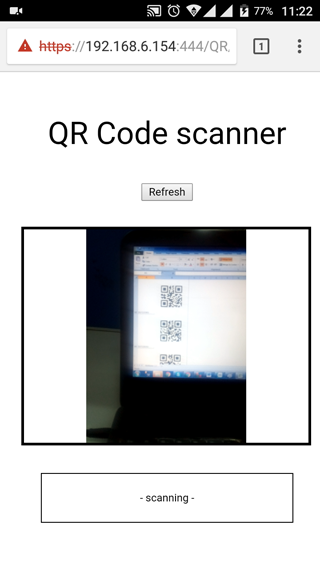 77% 11:22
https://192.168.6.154:444/QR
1
QR Code scanner
Refresh
- scanning -